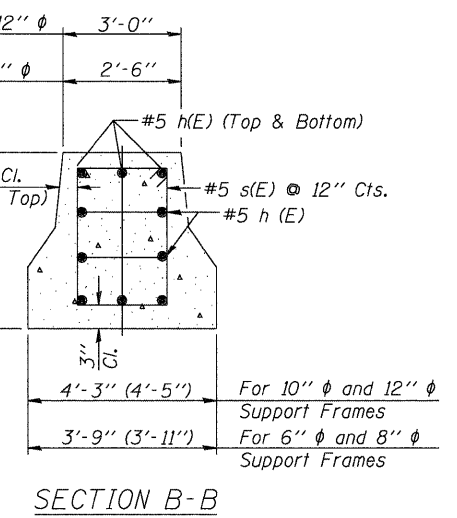 12" φ 3'-0"
" φ 2'-6"
#5 h(E) (Top & Bottom)
Cl.
Top)
#5 s(E) @ 12" Cts.
#5 h (E)
3" Cl.
4'-3" (4'-5") For 10" φ and 12" φ
Support Frames
3'-9" (3'-11") For 6" φ and 8" φ
Support Frames
SECTION B-B